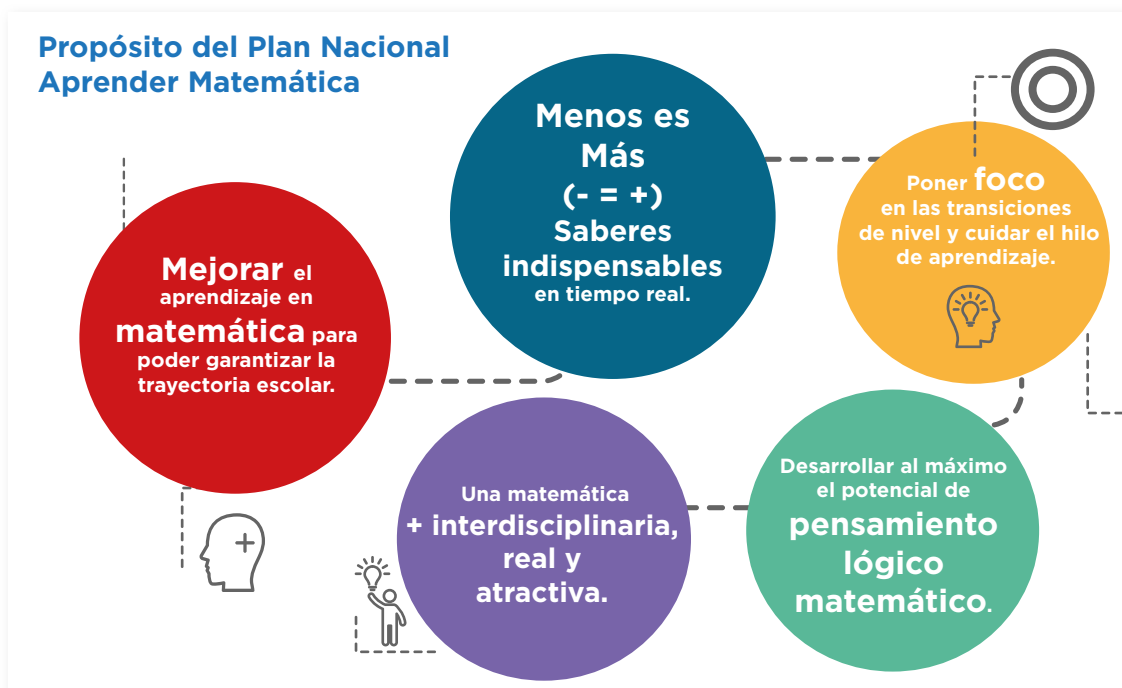 Propósito del Plan Nacional
Aprender Matemática
Mejorar el
aprendizaje en
matemática para
poder garantizar la
trayectoria escolar.
Menos es
Más
(- = +)
Saberes
indispensables
en tiempo real.
Poner foco
en las transiciones
de nivel y cuidar el hilo
de aprendizaje.
Desarrollar al máximo
el potencial de
pensamiento
lógico
matemático.
Una matemática
+ interdisciplinaria,
real y
atractiva.